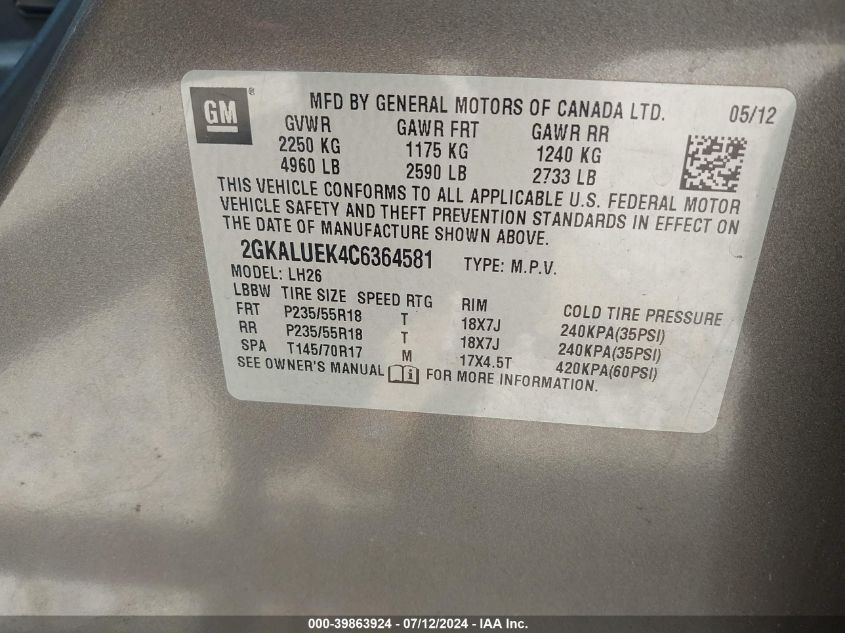 GM ® MFD BY GENERAL MOTORS OF CANADA LTD. 05/12
GVWR GAWR FRT GAWR RR
2250 KG 1175 KG 1240 KG
4960 LB 2590 LB 2733 LB
THIS VEHICLE CONFORMS TO ALL APPLICABLE U.S. FEDERAL MOTOR
VEHICLE SAFETY AND THEFT PREVENTION STANDARDS IN EFFECT ON
THE DATE OF MANUFACTURE SHOWN ABOVE.
2GKALUEK4C6364581 TYPE: M.P.V.
MODEL: LH26
LBBW TIRE SIZE SPEED RTG RIM COLD TIRE PRESSURE
FRT P235/55R18 T 18X7J 240KPA(35PSI)
RR P235/55R18 T 18X7J 240KPA(35PSI)
SPA T145/70R17 M 17X4.5T 420KPA(60PSI)
SEE OWNER'S MANUAL FOR MORE INFORMATION.
000-39863924 - 07/12/2024 - IAA Inc.